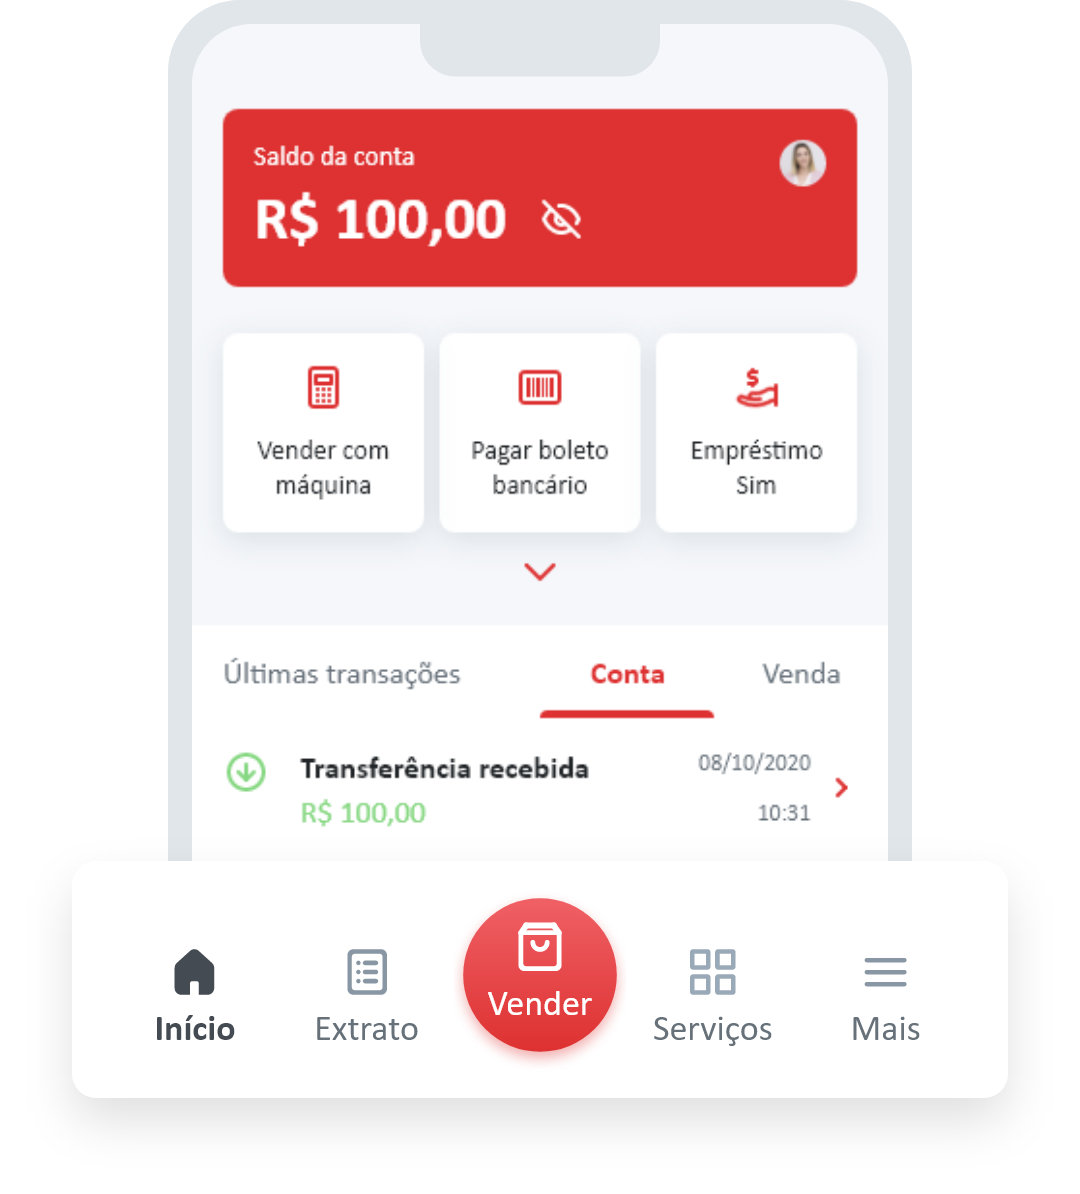 Saldo da conta
R$ 100,00
Vender com
máquina
Pagar boleto
bancário
Empréstimo
Sim
Últimas transações
Conta
Venda
Transferência recebida
08/10/2020
R$ 100,00
10:31
Início
Extrato
Vender
Serviços
Mais